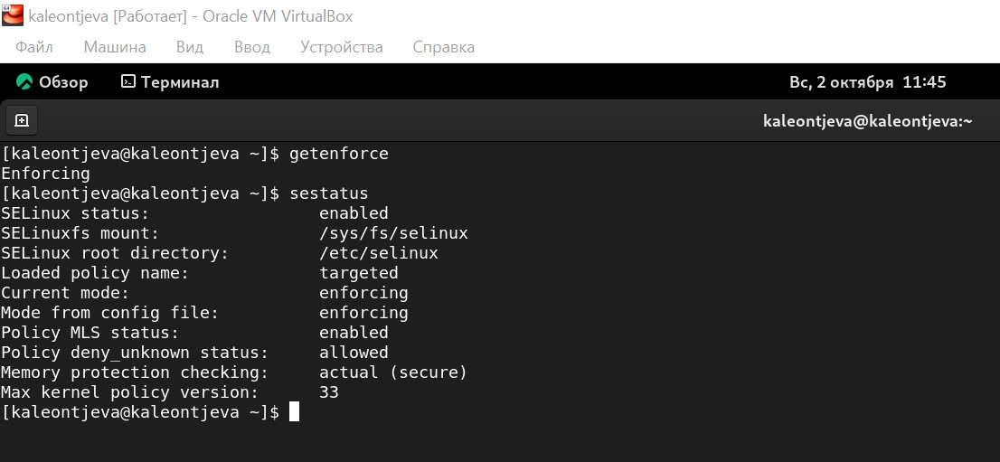 64
kaleontjeva [Работает] - Oracle VM VirtualBox
Файл Машина Вид Ввод Устройства Справка
Обзор Терминал Вс, 2 октября 11:45
kaleontjeva@kaleontjeva:~
[kaleontjeva@kaleontjeva ~]$ getenforce
Enforcing
[kaleontjeva@kaleontjeva ~]$ sestatus
SELinux status:                 enabled
SELinuxfs mount:                /sys/fs/selinux
SELinux root directory:         /etc/selinux
Loaded policy name:             targeted
Current mode:                   enforcing
Mode from config file:          enforcing
Policy MLS status:              enabled
Policy deny_unknown status:     allowed
Memory protection checking:     actual (secure)
Max kernel policy version:      33
[kaleontjeva@kaleontjeva ~]$